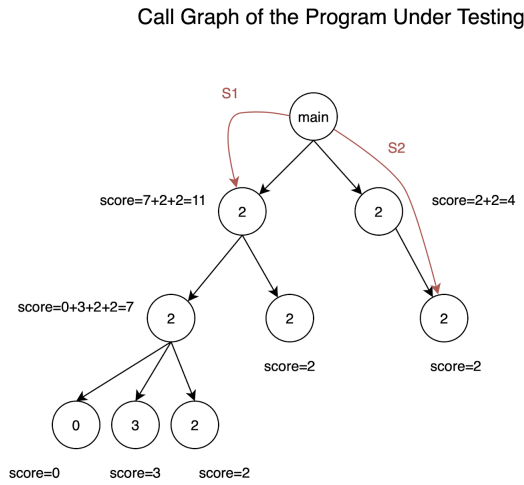 Call Graph of the Program Under Testing
S1
main
S2
score=7+2+2=11
2
2
score=2+2=4
score=0+3+2+2=7
2
2
2
score=2
score=2
0
3
2
score=0
score=3
score=2